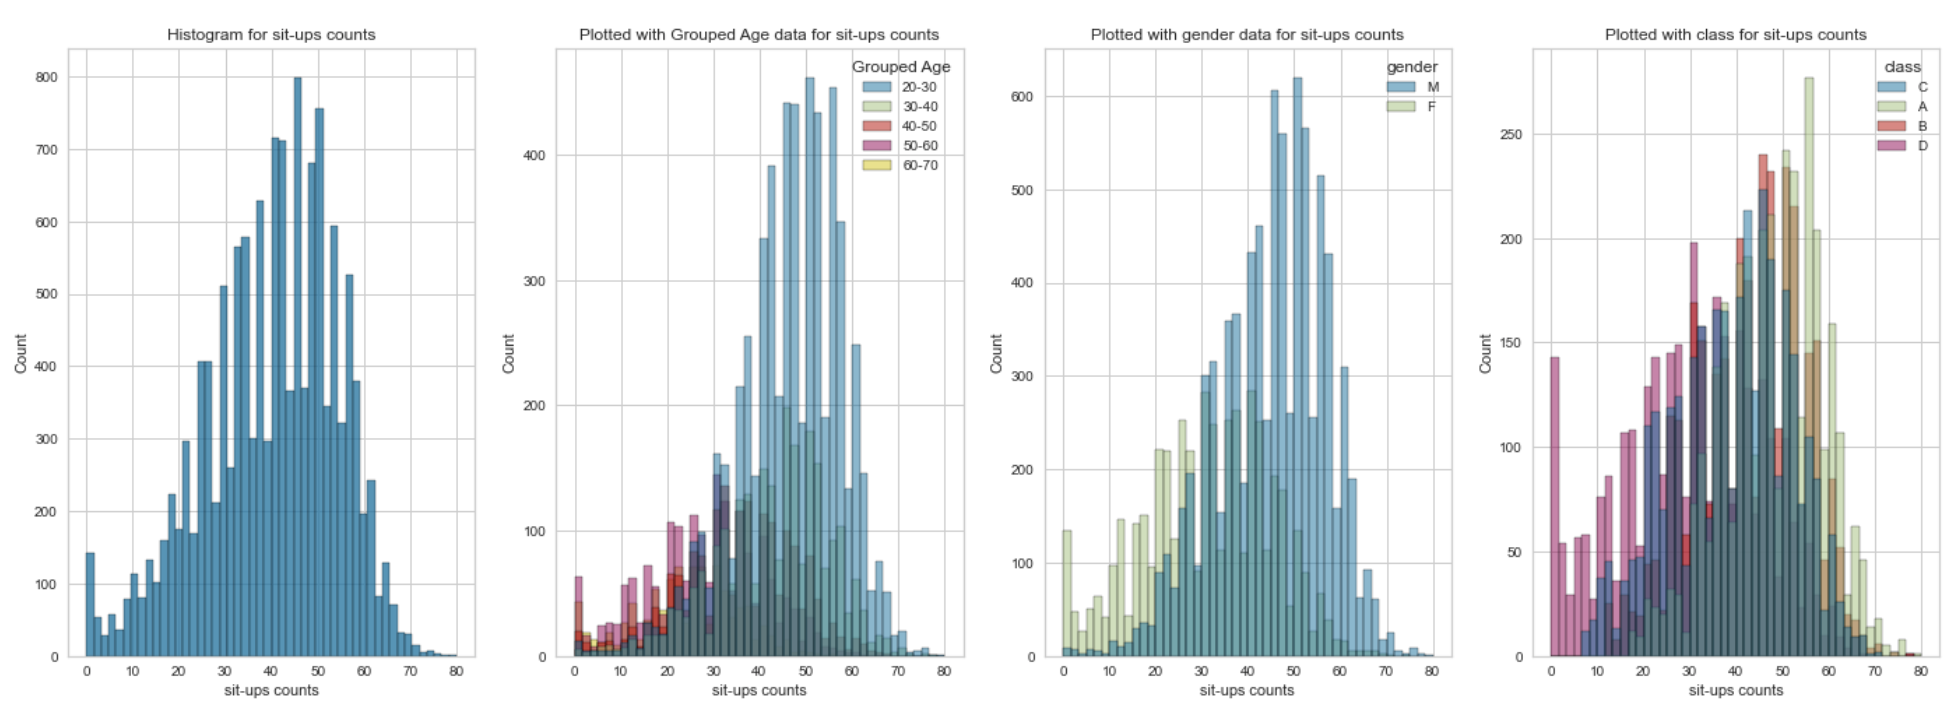 Histogram for sit-ups counts
800
700
600
500
400
300
200
100
0
Count
0 10 20 30 40 50 60 70 80
sit-ups counts
Plotted with Grouped Age data for sit-ups counts
Grouped Age
20-30
30-40
40-50
50-60
60-70
400
300
200
100
0
Count
0 10 20 30 40 50 60 70 80
sit-ups counts
Plotted with gender data for sit-ups counts
gender
M
F
600
500
400
300
200
100
0
Count
0 10 20 30 40 50 60 70 80
sit-ups counts
Plotted with class for sit-ups counts
class
C
A
B
D
250
200
150
100
50
0
Count
0 10 20 30 40 50 60 70 80
sit-ups counts